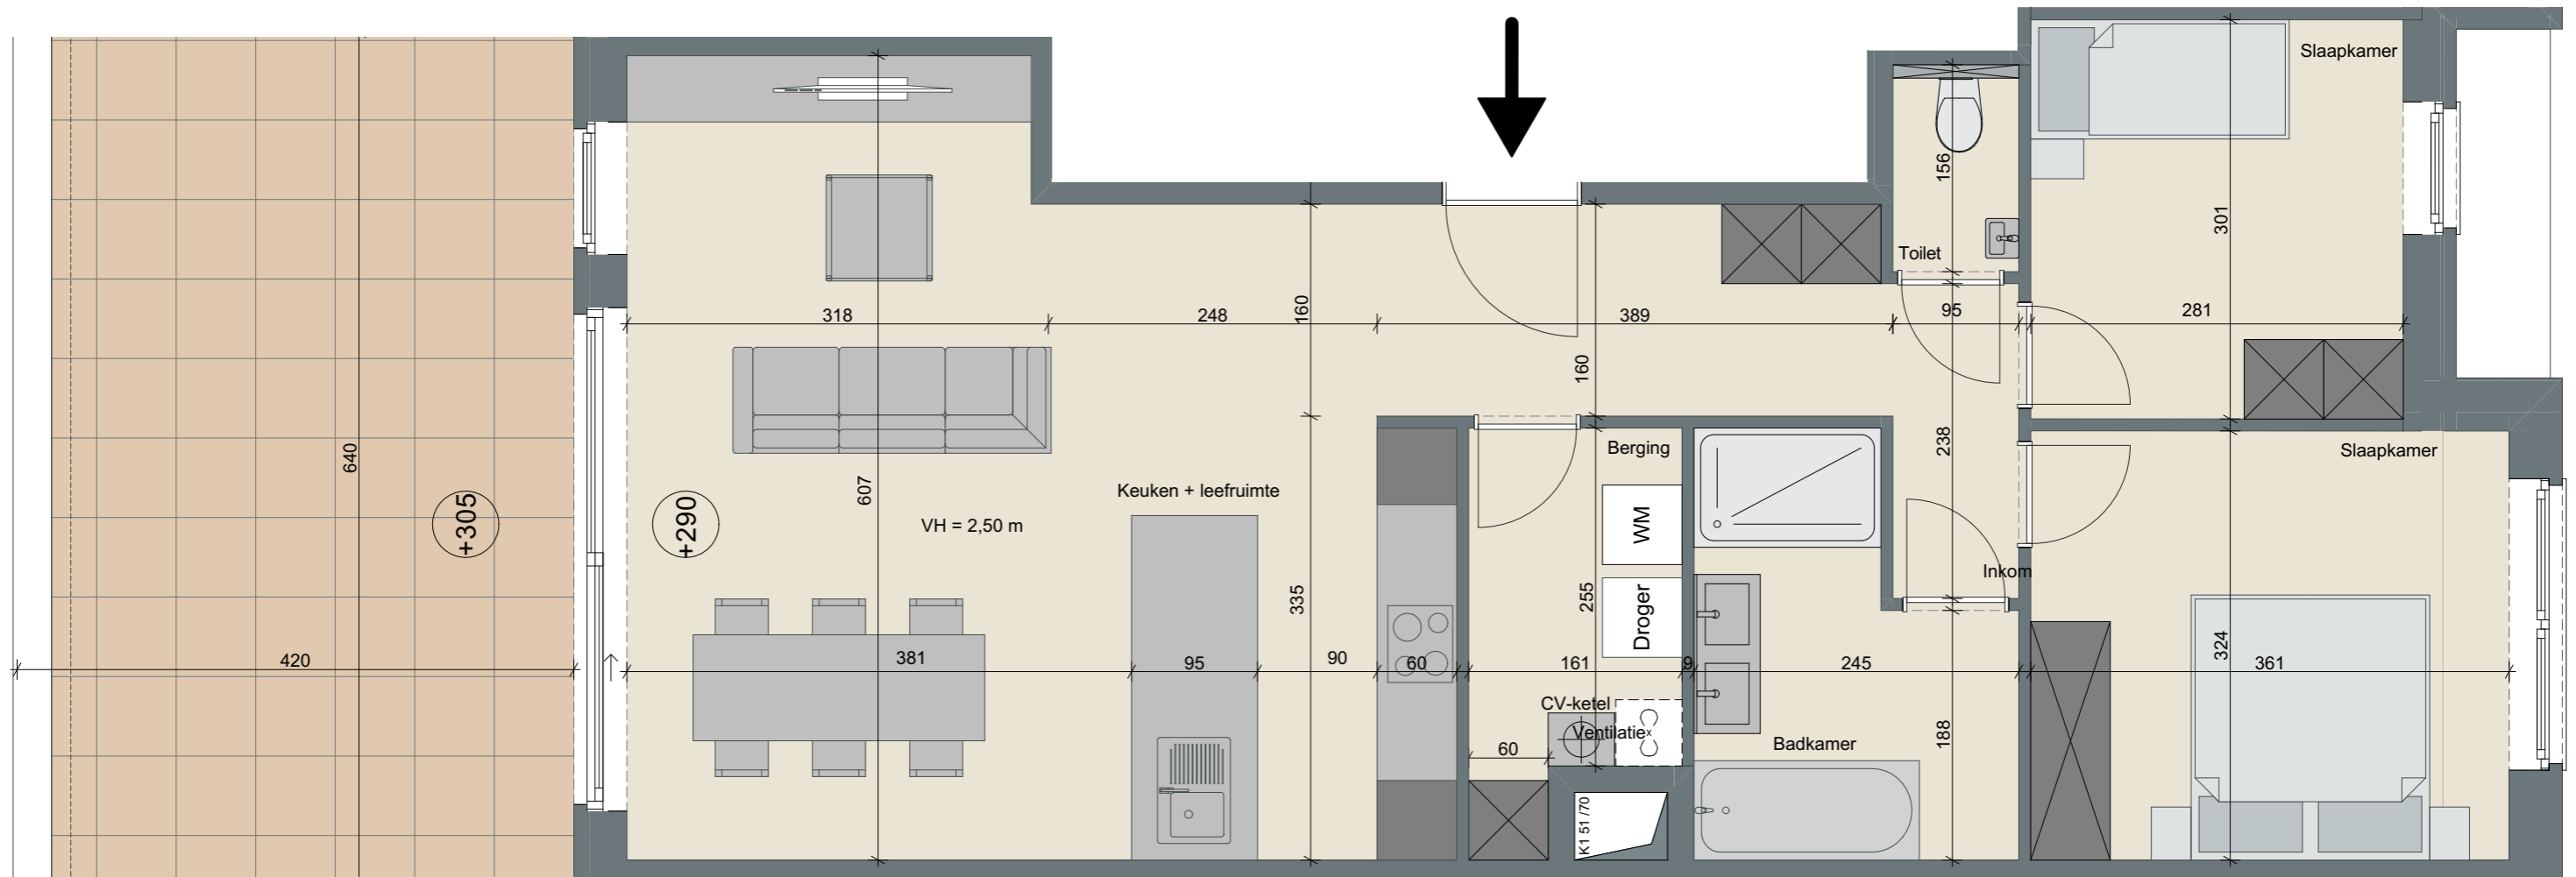 Slaapkamer
156
301
Toilet
318
248
160
389
95
281
160
640
+305
607
+290
Keuken + leefruimte
VH = 2,50 m
Berging
238
Slaapkamer
WM
Inkom
335
255
Droger
420
381
95
90
60
161
9
245
324
361
CV-ketel
Ventilatie
x
60
Badkamer
188
K1 51 /70